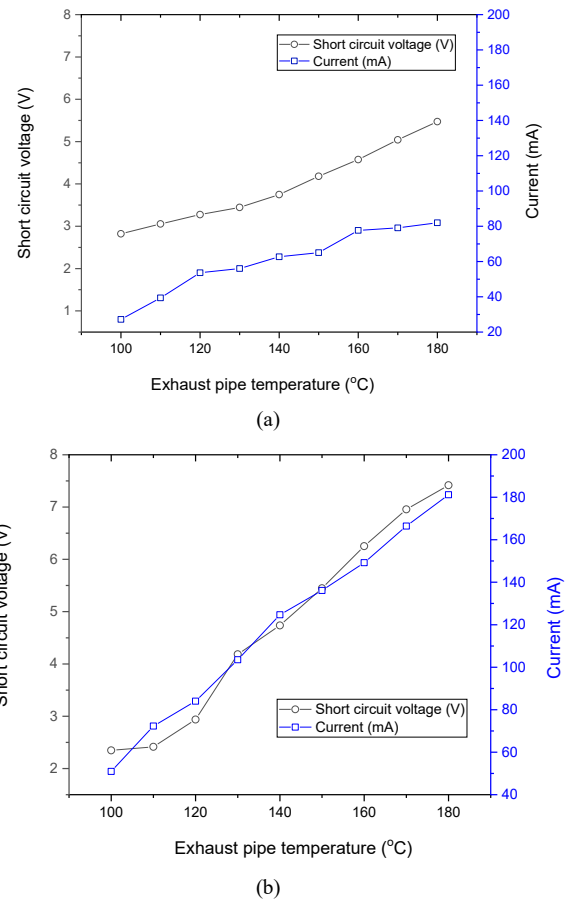 8
7
6
5
4
3
2
1
Short circuit voltage (V)
Short circuit voltage (V)
Current (mA)
200
180
160
140
120
100
80
60
40
20
Current (mA)
100 120 140 160 180
Exhaust pipe temperature (°C)
(a)
8
7
6
5
4
3
2
Short circuit voltage (V)
Short circuit voltage (V)
Current (mA)
200
180
160
140
120
100
80
60
40
Current (mA)
100 120 140 160 180
Exhaust pipe temperature (°C)
(b)